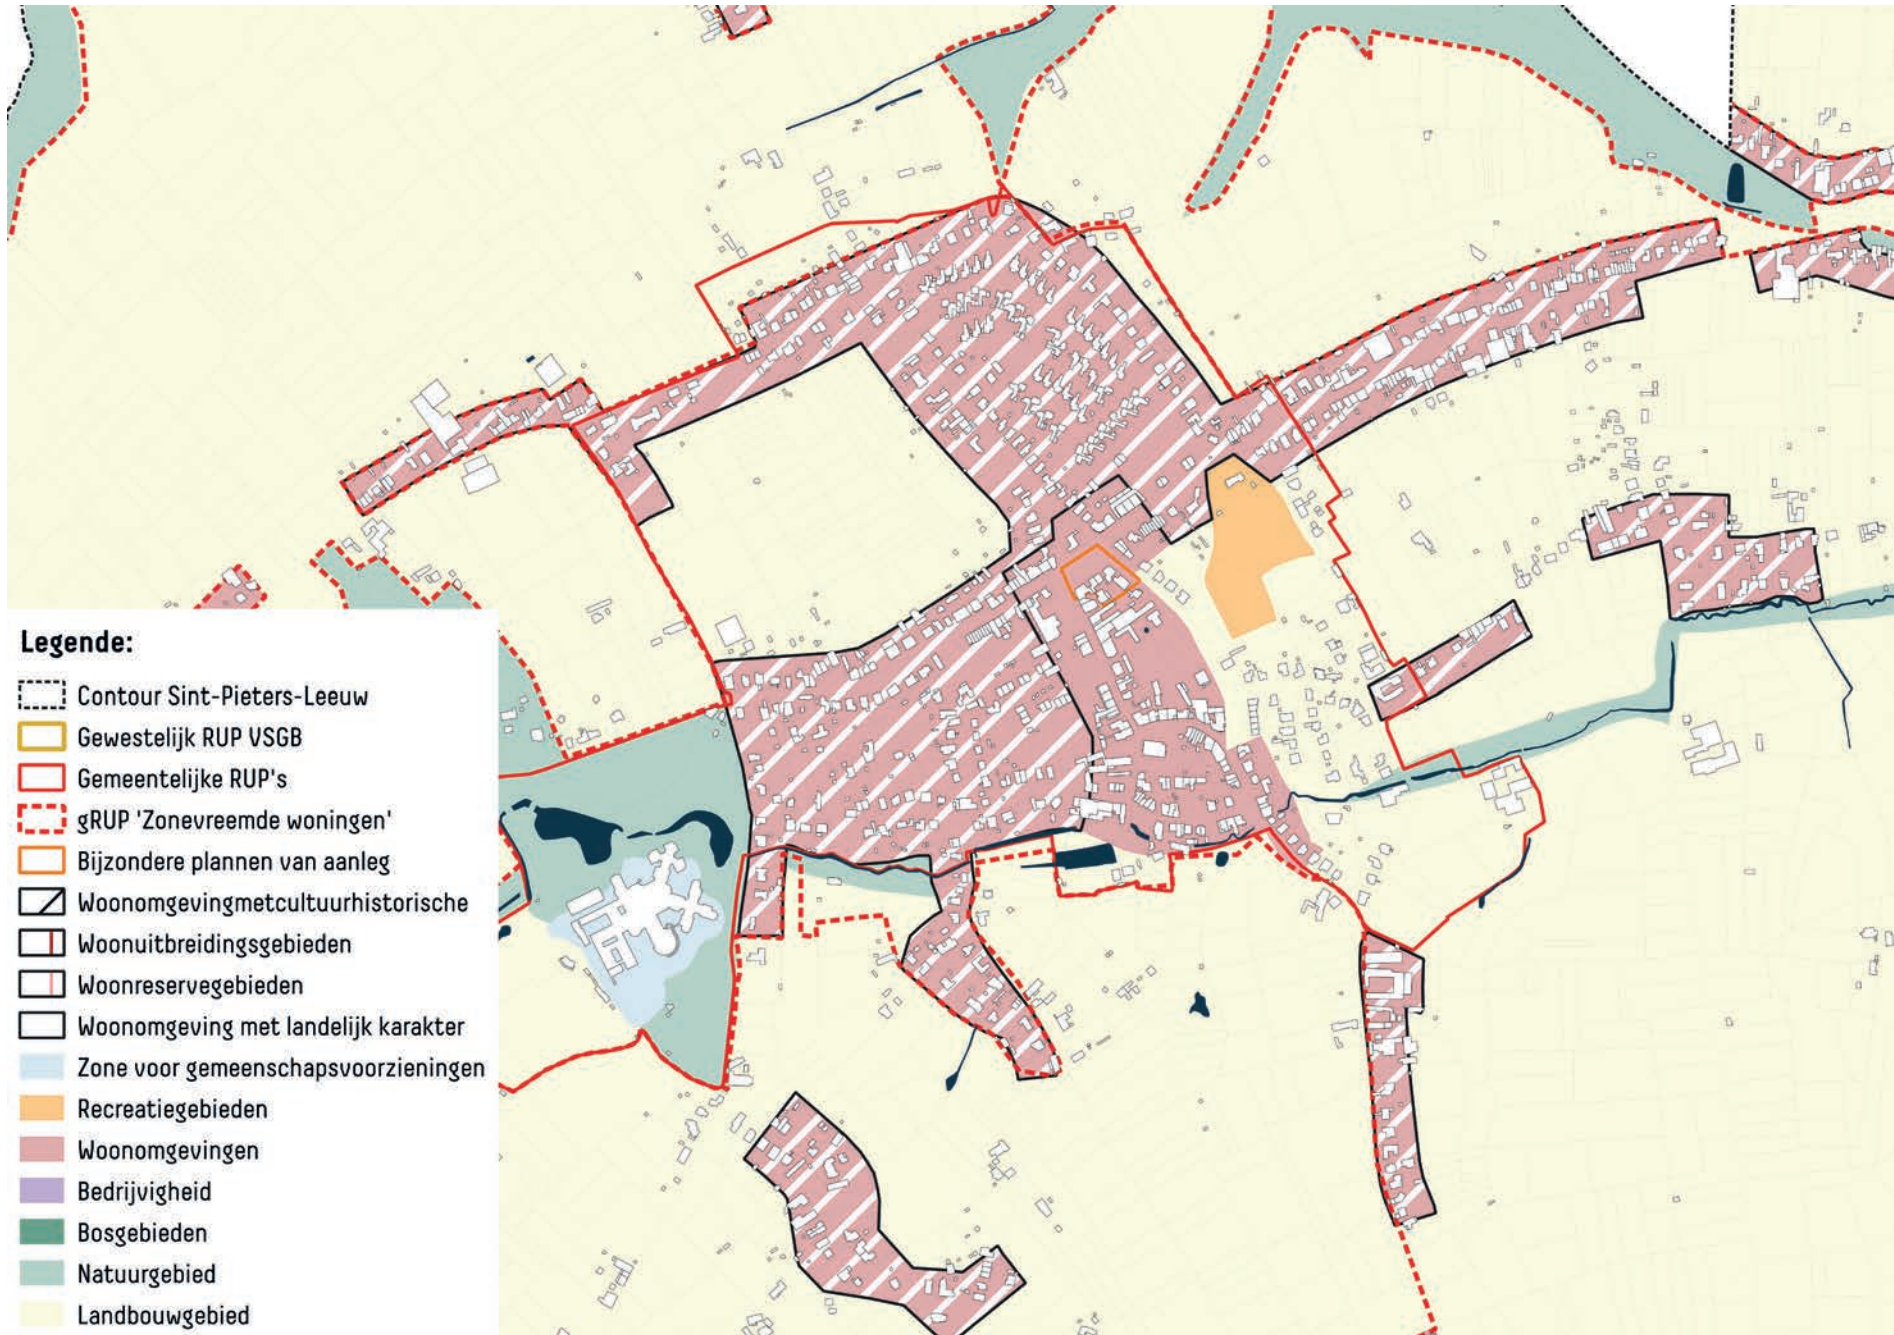 Legende:
Contour Sint-Pieters-Leeuw
Gewestelijk RUP VSGB
Gemeentelijke RUP's
gRUP 'Zonevreemde woningen'
Bijzondere plannen van aanleg
Woonomgevingmetcultuurhistorische
Woonuitbreidingsgebieden
Woonreservegebieden
Woonomgeving met landelijk karakter
Zone voor gemeenschapsvoorzieningen
Recreatiegebieden
Woonomgevingen
Bedrijvigheid
Bosgebieden
Natuurgebied
Landbouwgebied